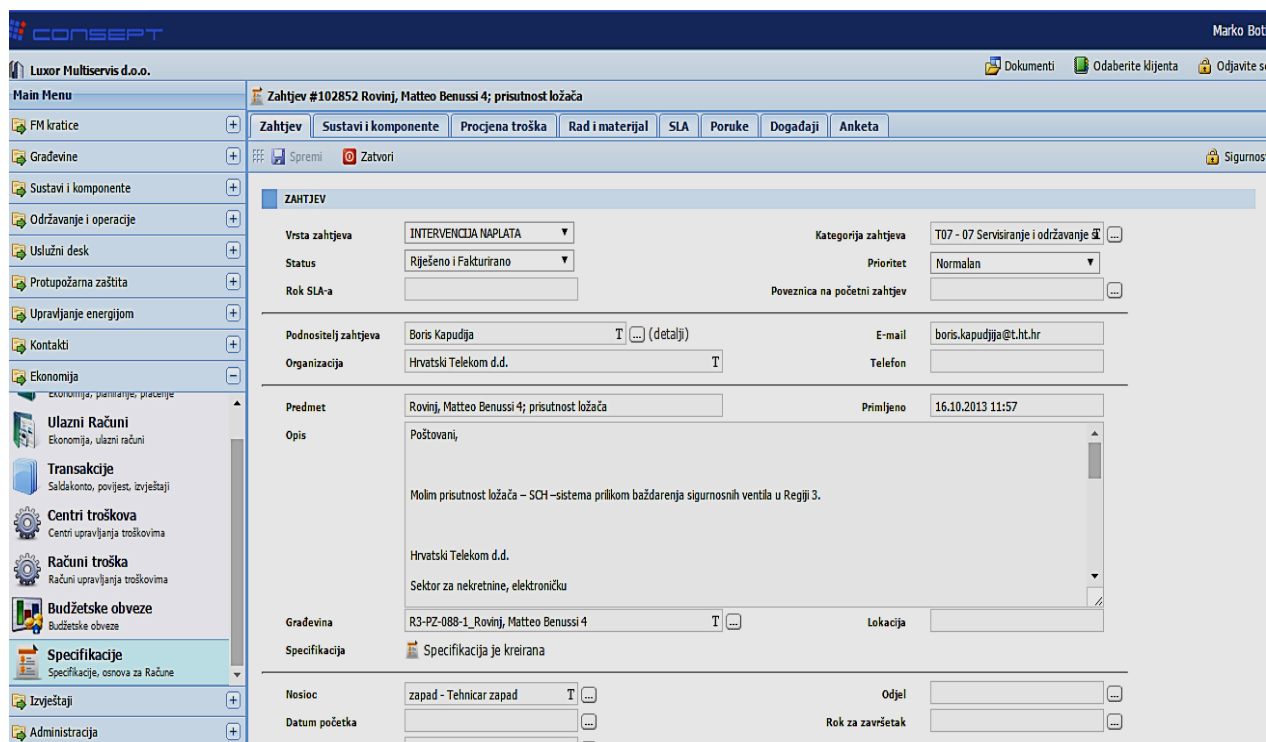 CONSEPT
Marko Bot
Luxor Multiservis d.o.o.
Dokumenti
Odaberite klijenta
Odjavite se
Main Menu
FM kratice
Građevine
Sustavi i komponente
Održavanje i operacije
Uslužni desk
Protupožarna zaštita
Upravljanje energijom
Kontakti
Ekonomija
Ekonomija, planiranje, plaćenje
Ulazni Računi
Ekonomija, ulazni računi
Transakcije
Saldakonto, povijest, izvještaji
Centri troškova
Centri upravljanja troškovima
Računi troška
Računi upravljanja troškovima
Budžetske obveze
Budžetske obveze
Specifikacije
Specifikacije, osnova za Račune
Izvještaji
Administracija
Zahtjev #102852 Rovinj, Matteo Benussi 4; prisutnost ložača
Zahtjev
Sustavi i komponente
Procjena troška
Rad i materijal
SLA
Poruke
Događaji
Anketa
Spremi
Zatvori
Sigurnost
ZAHTJEV
Vrsta zahtjeva INTERVENCIJA NAPLATA
Kategorija zahtjeva T07 - 07 Servisiranje i održavanje
Status Riješeno i Fakturirano
Prioritet Normalan
Rok SLA-a
Poveznica na početni zahtjev
Podnositelj zahtjeva Boris Kapudija T ... (detalji)
E-mail boris.kapudjija@t.ht.hr
Organizacija Hrvatski Telekom d.d. T
Telefon
Predmet Rovinj, Matteo Benussi 4; prisutnost ložača
Primljeno 16.10.2013 11:57
Opis Poštovani,
Molim prisutnost ložača – SCH –sistema prilikom baždarenja sigurnosnih ventila u Regiji 3.
Hrvatski Telekom d.d.
Sektor za nekretnine, elektroničku
Građevina R3-PZ-088-1_Rovinj, Matteo Benussi 4 T ...
Lokacija
Specifikacija Specifikacija je kreirana
Nosioc zapad - Tehnicar zapad T ...
Odjel ...
Datum početka ...
Rok za završetak ...